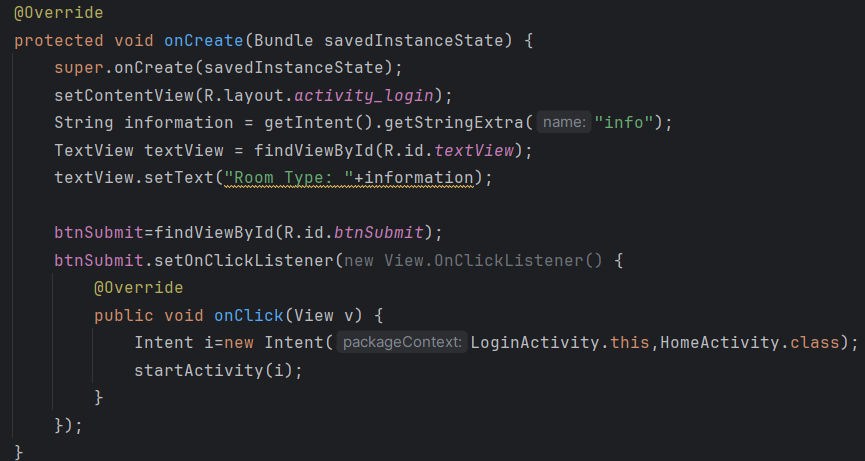 @Override
protected void onCreate(Bundle savedInstanceState) {
super.onCreate(savedInstanceState);
setContentView(R.layout.activity_login);
String information = getIntent().getStringExtra( name: "info");
TextView textView = findViewById(R.id.textView);
textView.setText("Room Type: "+information);
btnSubmit=findViewById(R.id.btnSubmit);
btnSubmit.setOnClickListener(new View.OnClickListener() {
@Override
public void onClick(View v) {
Intent i=new Intent( packageContext: LoginActivity.this,HomeActivity.class);
startActivity(i);
}
});
}